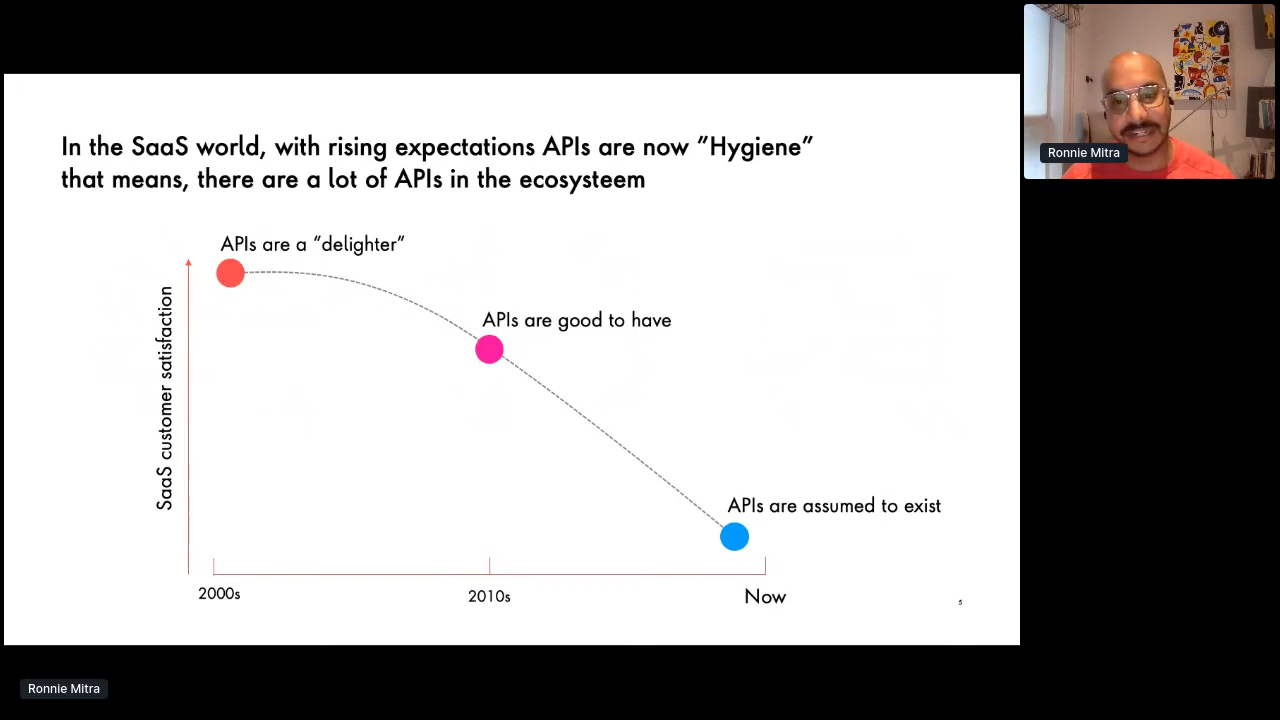 In the SaaS world, with rising expectations APIs are now ”Hygiene”
that means, there are a lot of APIs in the ecosysteem
APIs are a ”delighter”
APIs are good to have
APIs are assumed to exist
SaaS customer satisfaction
2000s
2010s
Now
5
Ronnie Mitra
Ronnie Mitra